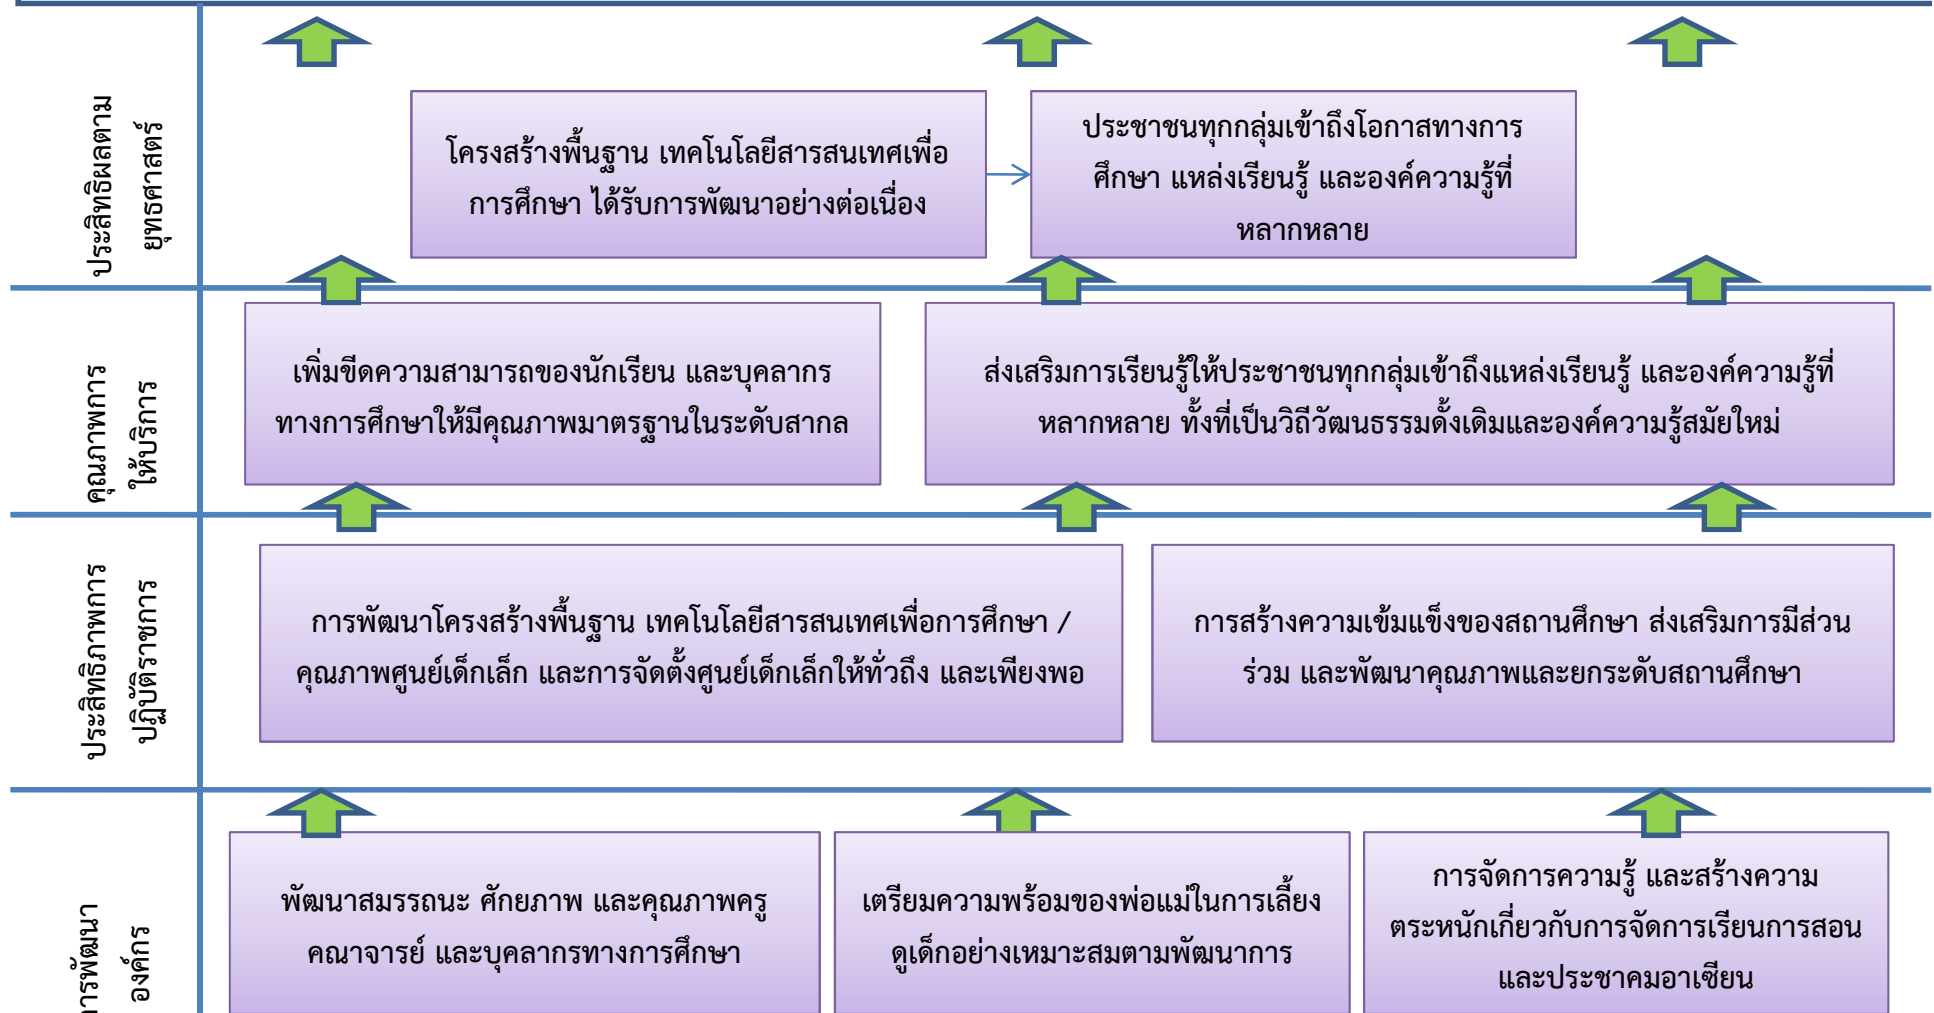 ประสิทธิผลตาม
ยุทธศาสตร์
โครงสร้างพื้นฐาน เทคโนโลยีสารสนเทศเพื่อ
การศึกษา ได้รับการพัฒนาอย่างต่อเนื่อง
ประชาชนทุกกลุ่มเข้าถึงโอกาสทางการ
ศึกษา แหล่งเรียนรู้ และองค์ความรู้ที่
หลากหลาย
คุณภาพการ
ให้บริการ
เพิ่มขีดความสามารถของนักเรียน และบุคลากร
ทางการศึกษาให้มีคุณภาพมาตรฐานในระดับสากล
ส่งเสริมการเรียนรู้ให้ประชาชนทุกกลุ่มเข้าถึงแหล่งเรียนรู้ และองค์ความรู้ที่
หลากหลาย ทั้งที่เป็นวิถีวัฒนธรรมดั้งเดิมและองค์ความรู้สมัยใหม่
ประสิทธิภาพการ
ปฏิบัติราชการ
การพัฒนาโครงสร้างพื้นฐาน เทคโนโลยีสารสนเทศเพื่อการศึกษา /
คุณภาพศูนย์เด็กเล็ก และการจัดตั้งศูนย์เด็กเล็กให้ทั่วถึง และเพียงพอ
การสร้างความเข้มแข็งของสถานศึกษา ส่งเสริมการมีส่วน
ร่วม และพัฒนาคุณภาพและยกระดับสถานศึกษา
การพัฒนา
องค์กร
พัฒนาสมรรถนะ ศักยภาพ และคุณภาพครู
คณาจารย์ และบุคลากรทางการศึกษา
เตรียมความพร้อมของพ่อแม่ในการเลี้ยง
ดูเด็กอย่างเหมาะสมตามพัฒนาการ
การจัดการความรู้ และสร้างความ
ตระหนักเกี่ยวกับการจัดการเรียนการสอน
และประชาคมอาเซียน